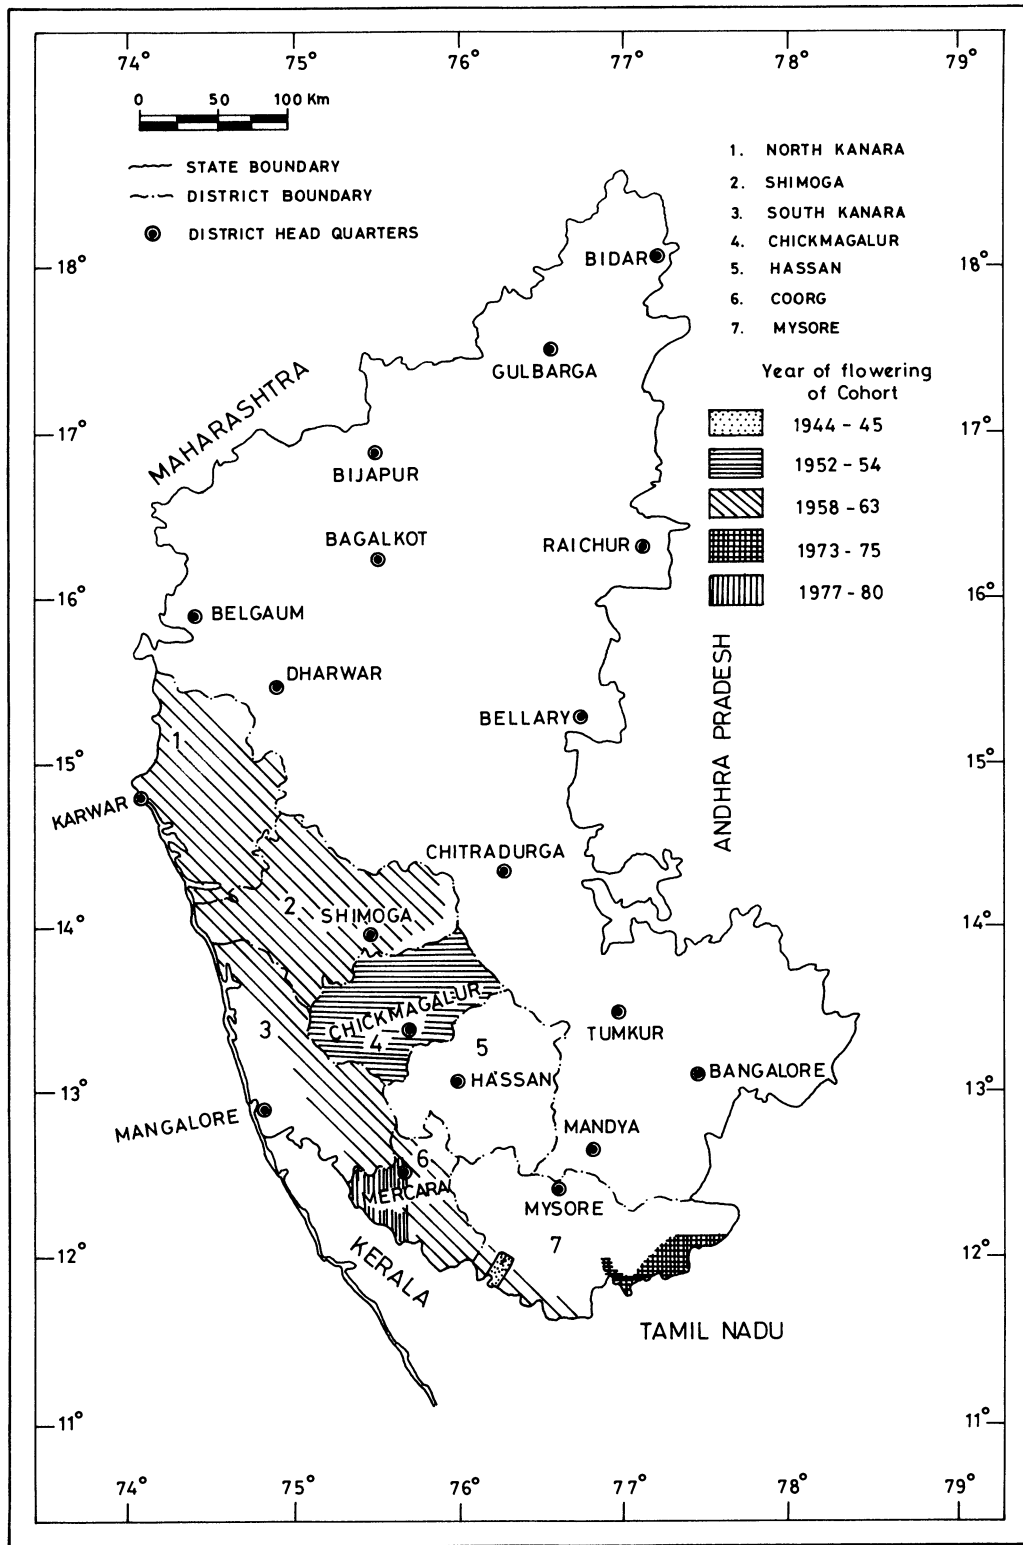 74° 75° 76° 77° 78° 79°
0 50 100 Km
STATE BOUNDARY
DISTRICT BOUNDARY
DISTRICT HEAD QUARTERS
1. NORTH KANARA
2. SHIMOGA
3. SOUTH KANARA
4. CHICKMAGALUR
5. HASSAN
6. COORG
7. MYSORE
Year of flowering
of Cohort
1944 - 45
1952 - 54
1958 - 63
1973 - 75
1977 - 80
BIDAR
18° 18°
GULBARGA
MAHARASHTRA
17° 17°
BIJAPUR
BAGALKOT
RAICHUR
16° 16°
BELGAUM
DHARWAR
BELLARY
ANDHRA PRADESH
1
15° 15°
KARWAR
CHITRADURGA
2
SHIMOGA
14° 14°
CHICKMAGALUR
3
4
5
TUMKUR
HASSAN
BANGALORE
13° 13°
MANGALORE
MANDYA
6
MERCARA
MYSORE
7
12° 12°
KERALA
TAMIL NADU
11° 11°
74° 75° 76° 77° 78° 79°